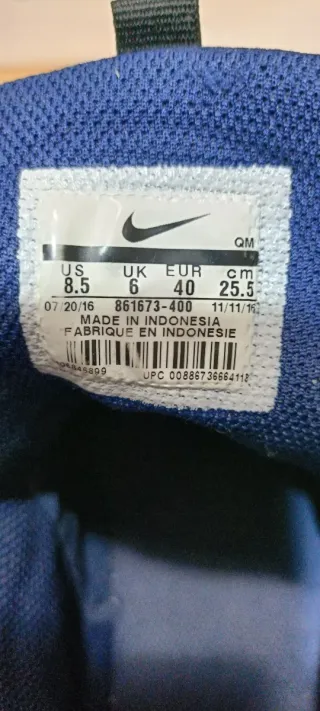 QM
US UK EUR cm
8.5 6 40 25.5
07/20/16 861673-400 11/11/16
MADE IN INDONESIA
FABRIQUE EN INDONESIE
UPC 00886736664112